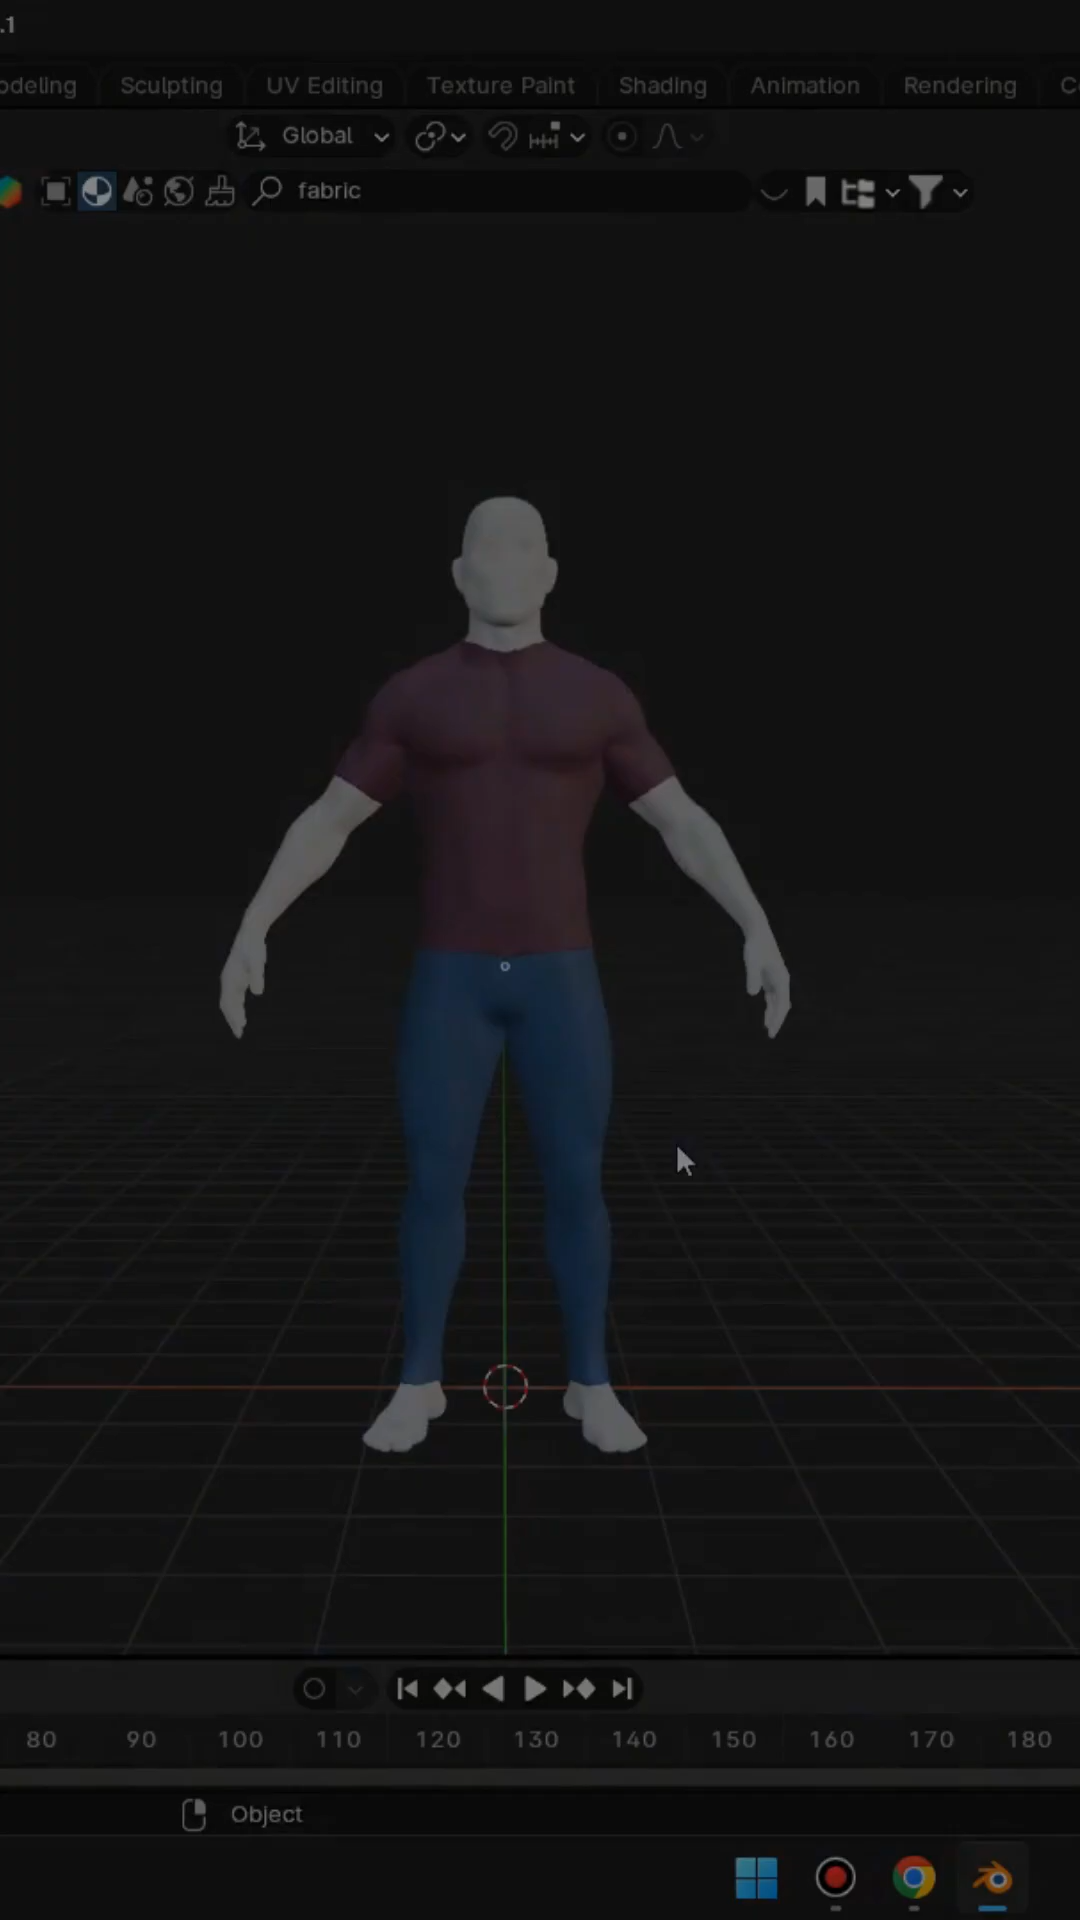 .1
odeling Sculpting UV Editing Texture Paint Shading Animation Rendering C
Global
fabric
80 90 100 110 120 130 140 150 160 170 180
Object